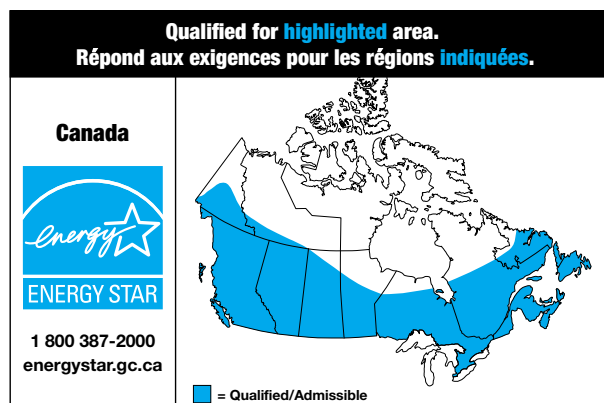 Qualified for highlighted area.
Répond aux exigences pour les régions indiquées.
Canada
energy
ENERGY STAR
1 800 387-2000
energystar.gc.ca
= Qualified/Admissible